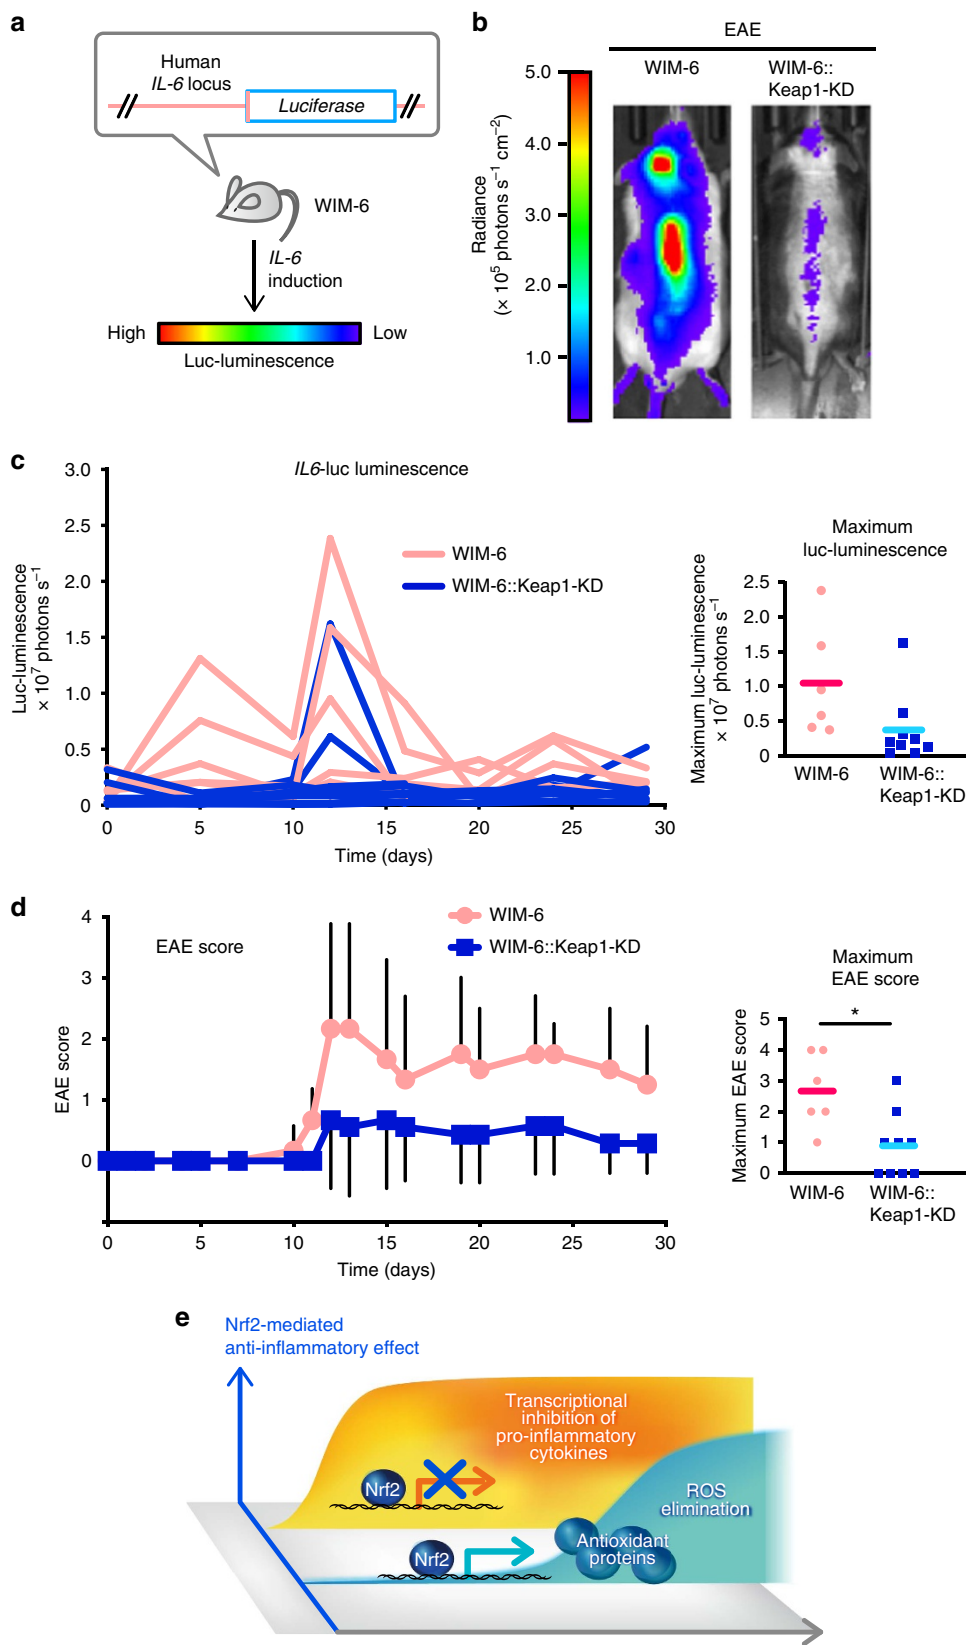 a
Human
IL-6 locus
Luciferase
WIM-6
IL-6
induction
High
Low
Luc-luminescence
b
EAE
WIM-6
WIM-6::
Keap1-KD
Radiance
(× 10⁵ photons s⁻¹ cm⁻²)
5.0
4.0
3.0
2.0
1.0
c
IL6-luc luminescence
Luc-luminescence
× 10⁷ photons s⁻¹
3.0
2.5
2.0
1.5
1.0
0.5
0
WIM-6
WIM-6::Keap1-KD
0 5 10 15 20 25 30
Time (days)
Maximum
luc-luminescence
Maximum luc-luminescence
× 10⁷ photons s⁻¹
2.5
2.0
1.5
1.0
0.5
0
WIM-6
WIM-6::
Keap1-KD
d
EAE score
EAE score
4
3
2
1
0
WIM-6
WIM-6::Keap1-KD
0 5 10 15 20 25 30
Time (days)
Maximum
EAE score
Maximum EAE score
5
4
3
2
1
0
*
WIM-6
WIM-6::
Keap1-KD
e
Nrf2-mediated
anti-inflammatory effect
Transcriptional
inhibition of
pro-inflammatory
cytokines
Nrf2
ROS
elimination
Nrf2
Antioxidant
proteins